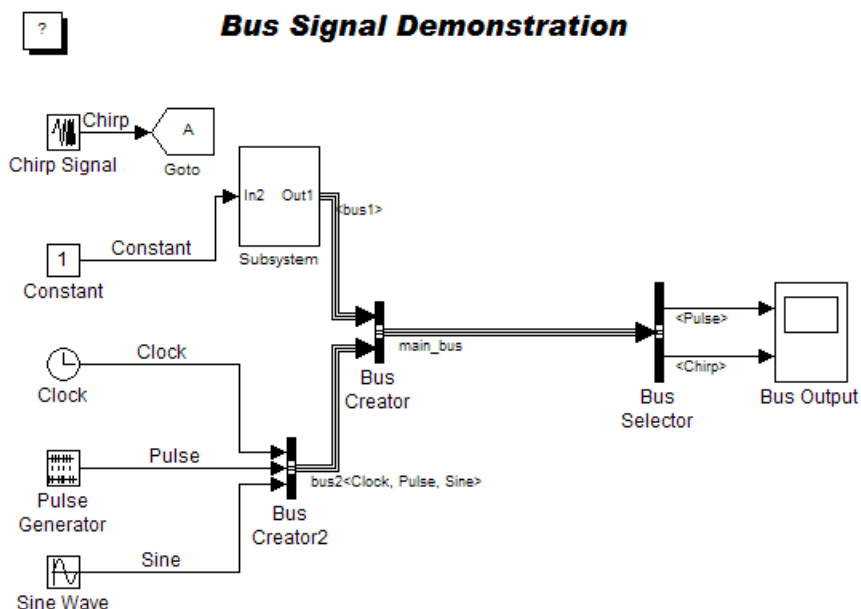 ?
Bus Signal Demonstration
Chirp
A
Chirp Signal
Goto
In2
Out1
<bus1>
Subsystem
Constant
1
Constant
<Pulse>
main_bus
<Chirp>
Clock
Clock
Bus
Creator
Bus
Selector
Bus Output
Pulse
bus2<Clock, Pulse, Sine>
Pulse
Generator
Bus
Creator2
Sine
Sine Wave